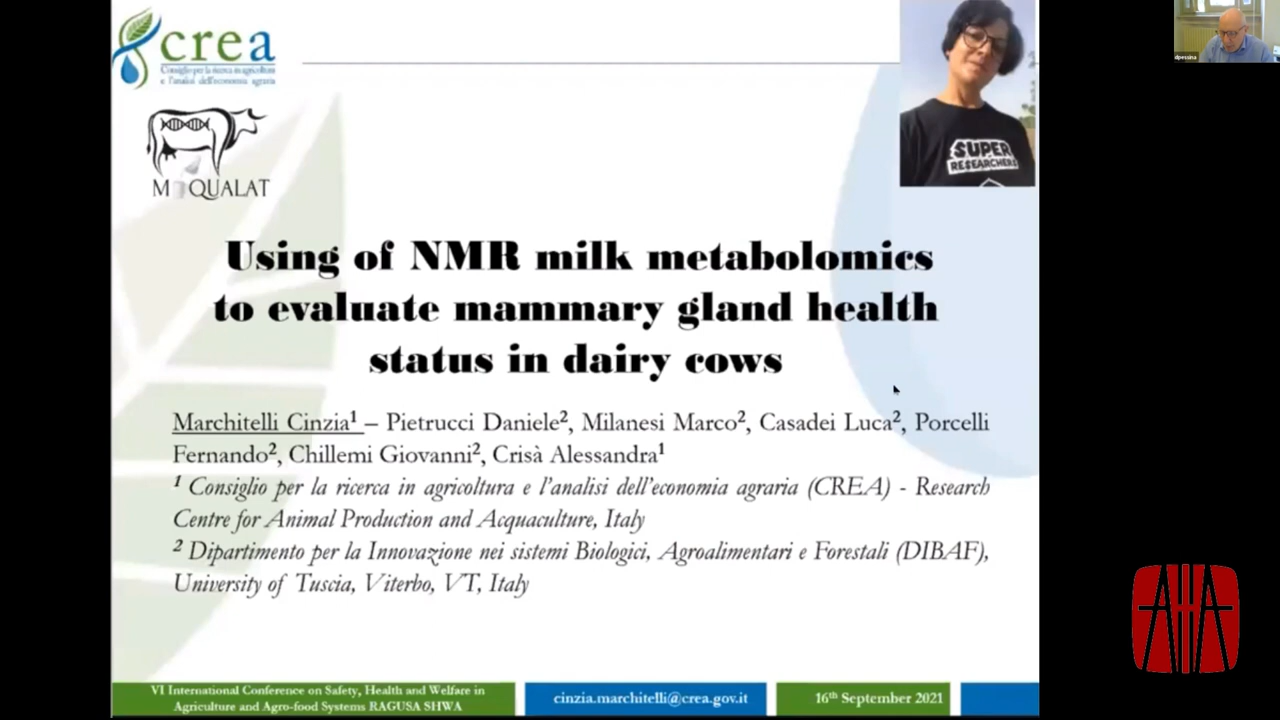 crea
Consiglio per la ricerca in agricoltura
e l'analisi dell'economia agraria
dpessina
SUPER
RESEARCHERS
M QUALAT
Using of NMR milk metabolomics
to evaluate mammary gland health
status in dairy cows
Marchitelli Cinzia¹ – Pietrucci Daniele², Milanesi Marco², Casadei Luca², Porcelli
Fernando², Chillemi Giovanni², Crisà Alessandra¹
¹ Consiglio per la ricerca in agricoltura e l'analisi dell'economia agraria (CREA) - Research
Centre for Animal Production and Acquaculture, Italy
² Dipartimento per la Innovazione nei sistemi Biologici, Agroalimentari e Forestali (DIBAF),
University of Tuscia, Viterbo, VT, Italy
AIIA
VI International Conference on Safety, Health and Welfare in
Agriculture and Agro-food Systems RAGUSA SHWA
cinzia.marchitelli@crea.gov.it
16th September 2021